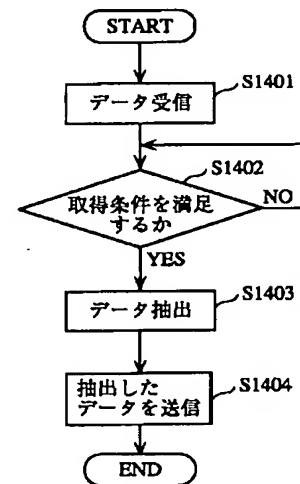 START
データ受信
S1401
S1402
取得条件を満足
するか
NO
YES
データ抽出
S1403
抽出した
データを送信
S1404
END